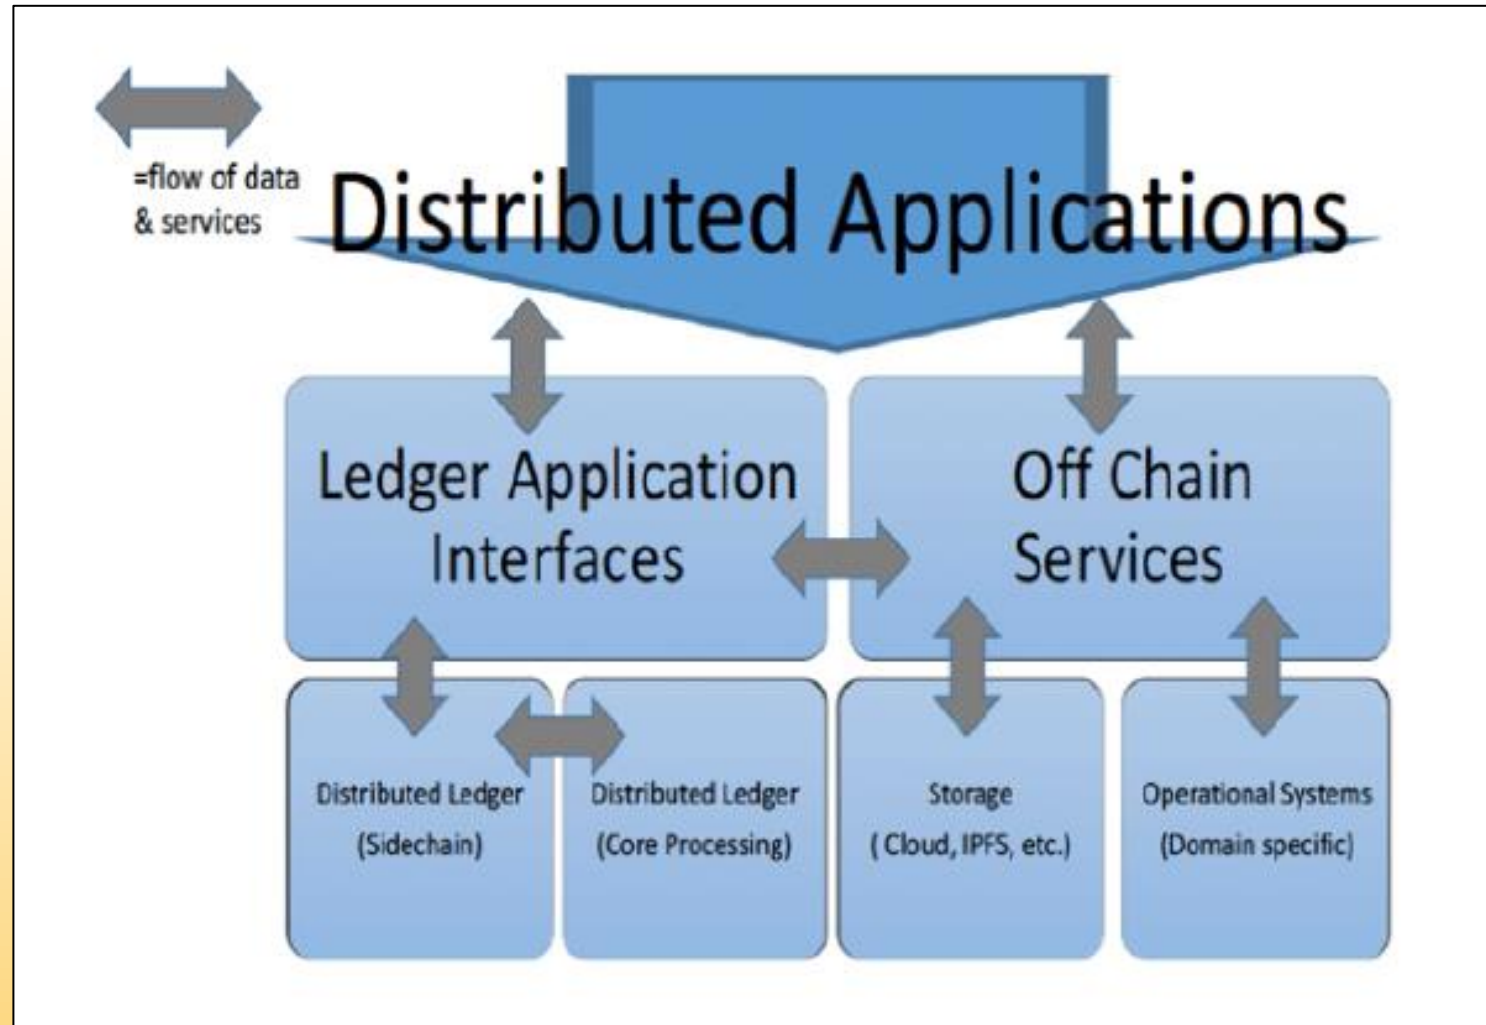 =flow of data
& services
Distributed Applications
Ledger Application
Interfaces
Off Chain
Services
Distributed Ledger
(Sidechain)
Distributed Ledger
(Core Processing)
Storage
( Cloud, IPFS, etc.)
Operational Systems
(Domain specific)